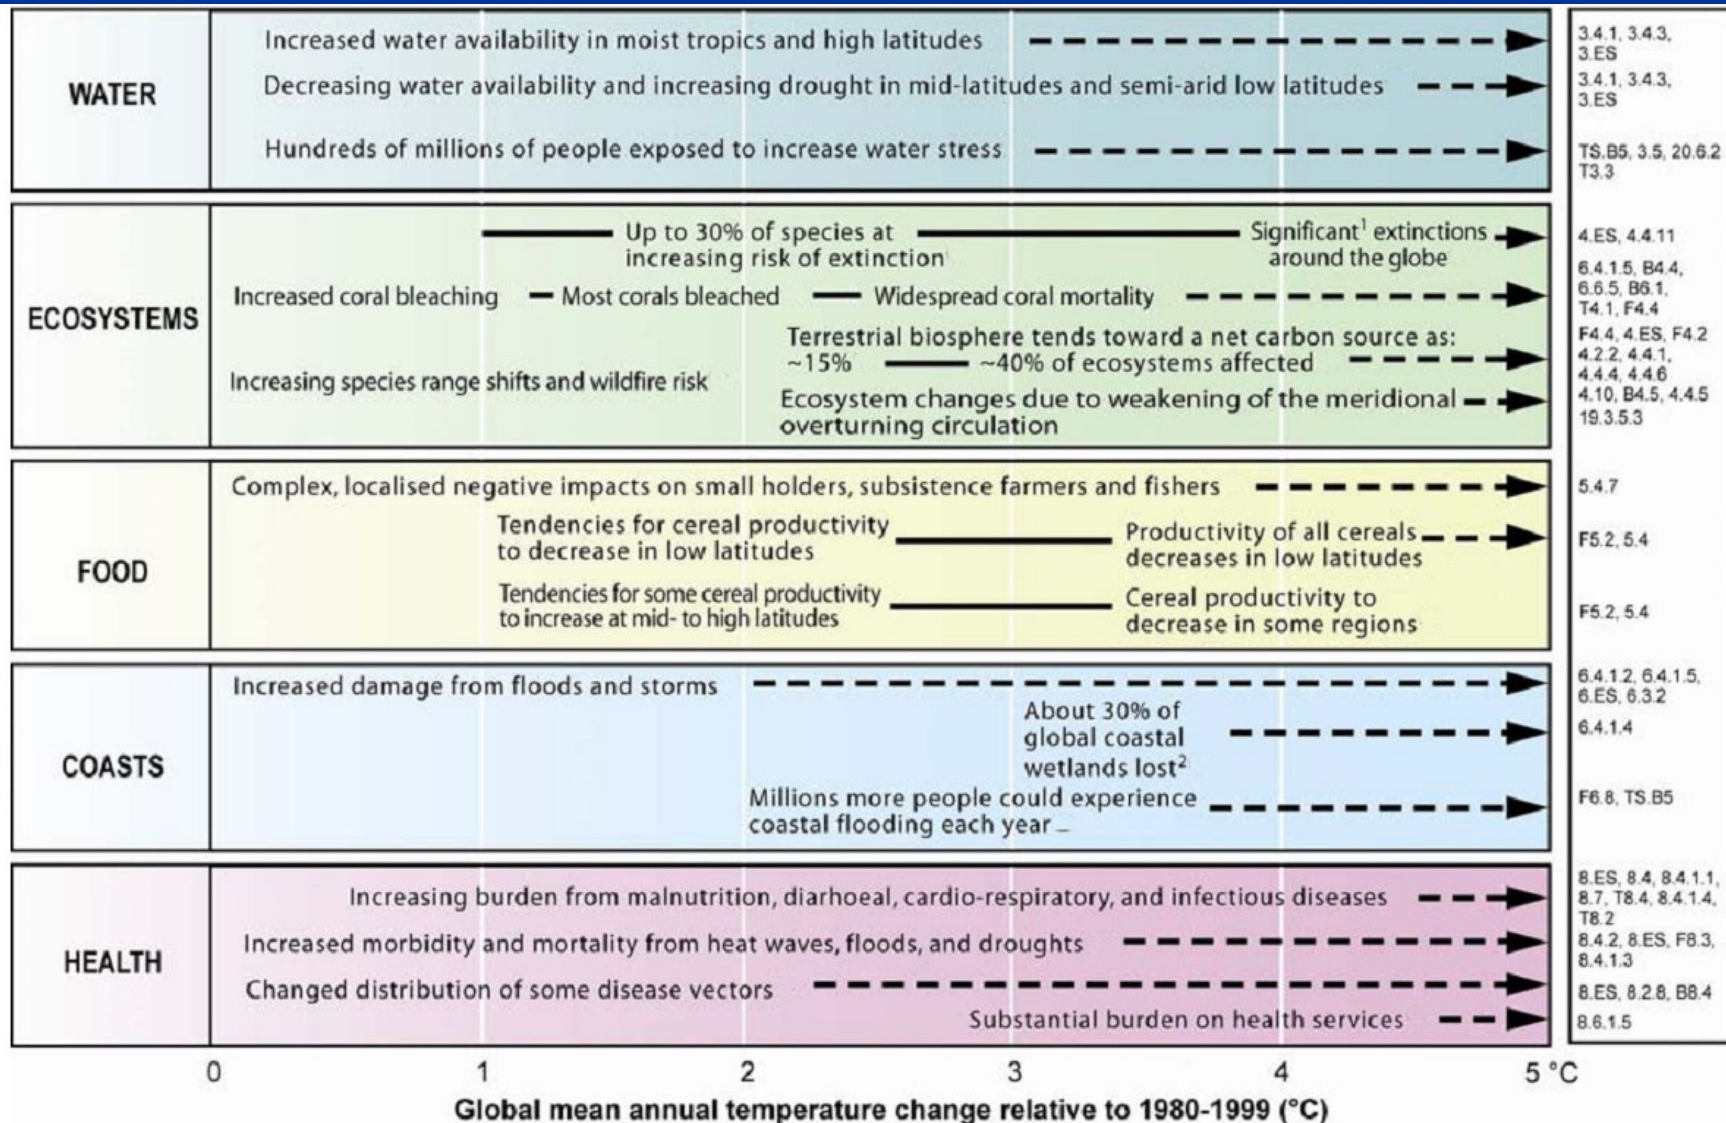 WATER
Increased water availability in moist tropics and high latitudes
3.4.1, 3.4.3,
3.ES
Decreasing water availability and increasing drought in mid-latitudes and semi-arid low latitudes
3.4.1, 3.4.3,
3.ES
Hundreds of millions of people exposed to increase water stress
TS.B5, 3.5, 20.6.2
T3.3
ECOSYSTEMS
Up to 30% of species at
increasing risk of extinction
Significant¹ extinctions
around the globe
4.ES, 4.4.11
Increased coral bleaching
Most corals bleached
Widespread coral mortality
6.4.1.5, B4.4,
6.6.5, B6.1,
T4.1, F4.4
Terrestrial biosphere tends toward a net carbon source as:
~15%
~40% of ecosystems affected
F4.4, 4.ES, F4.2
4.2.2, 4.4.1,
4.4.4, 4.4.6
Increasing species range shifts and wildfire risk
Ecosystem changes due to weakening of the meridional
overturning circulation
4.10, B4.5, 4.4.5
19.3.5.3
FOOD
Complex, localised negative impacts on small holders, subsistence farmers and fishers
5.4.7
Tendencies for cereal productivity
to decrease in low latitudes
Productivity of all cereals
decreases in low latitudes
F5.2, 5.4
Tendencies for some cereal productivity
to increase at mid- to high latitudes
Cereal productivity to
decrease in some regions
F5.2, 5.4
COASTS
Increased damage from floods and storms
6.4.1.2, 6.4.1.5,
6.ES, 6.3.2
About 30% of
global coastal
wetlands lost²
6.4.1.4
Millions more people could experience
coastal flooding each year
F6.8, TS.B5
HEALTH
Increasing burden from malnutrition, diarhoeal, cardio-respiratory, and infectious diseases
8.ES, 8.4, 8.4.1.1,
8.7, T8.4, 8.4.1.4,
T8.2
Increased morbidity and mortality from heat waves, floods, and droughts
8.4.2, 8.ES, F8.3,
8.4.1.3
Changed distribution of some disease vectors
8.ES, 8.2.8, B8.4
Substantial burden on health services
8.6.1.5
0 1 2 3 4 5 °C
Global mean annual temperature change relative to 1980-1999 (°C)